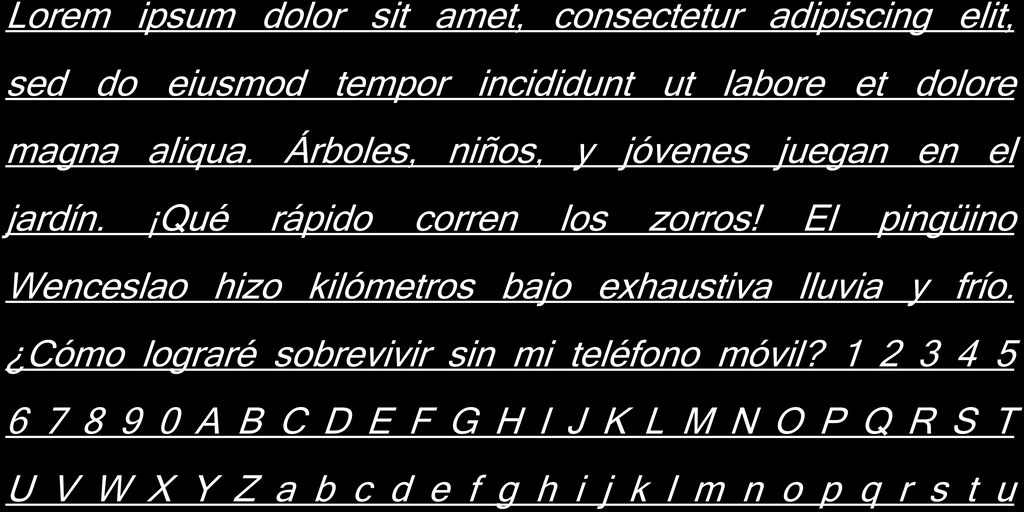 Lorem ipsum dolor sit amet, consectetur adipiscing elit,
sed do eiusmod tempor incididunt ut labore et dolore
magna aliqua. Árboles, niños, y jóvenes juegan en el
jardín. ¡Qué rápido corren los zorros! El pingüino
Wenceslao hizo kilómetros bajo exhaustiva lluvia y frío.
¿Cómo lograré sobrevivir sin mi teléfono móvil? 1 2 3 4 5
6 7 8 9 0 A B C D E F G H I J K L M N O P Q R S T
U V W X Y Z a b c d e f g h i j k l m n o p q r s t u